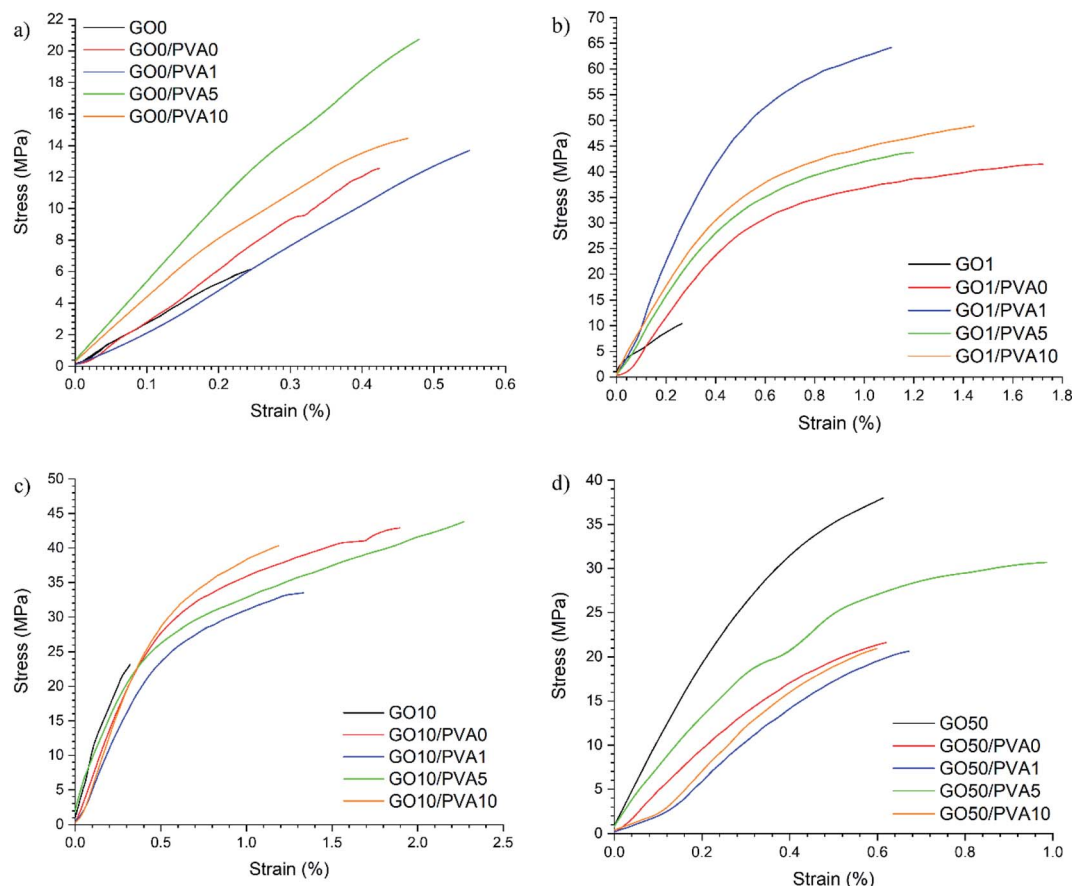 a)
GO0
GO0/PVA0
GO0/PVA1
GO0/PVA5
GO0/PVA10
22
20
18
16
14
12
10
8
6
4
2
0
Stress (MPa)
0.0 0.1 0.2 0.3 0.4 0.5 0.6
Strain (%)
b)
70
65
60
55
50
45
40
35
30
25
20
15
10
5
0
Stress (MPa)
GO1
GO1/PVA0
GO1/PVA1
GO1/PVA5
GO1/PVA10
0.0 0.2 0.4 0.6 0.8 1.0 1.2 1.4 1.6 1.8
Strain (%)
c)
50
45
40
35
30
25
20
15
10
5
0
Stress (MPa)
GO10
GO10/PVA0
GO10/PVA1
GO10/PVA5
GO10/PVA10
0.0 0.5 1.0 1.5 2.0 2.5
Strain (%)
d)
40
35
30
25
20
15
10
5
0
Stress (MPa)
GO50
GO50/PVA0
GO50/PVA1
GO50/PVA5
GO50/PVA10
0.0 0.2 0.4 0.6 0.8 1.0
Strain (%)